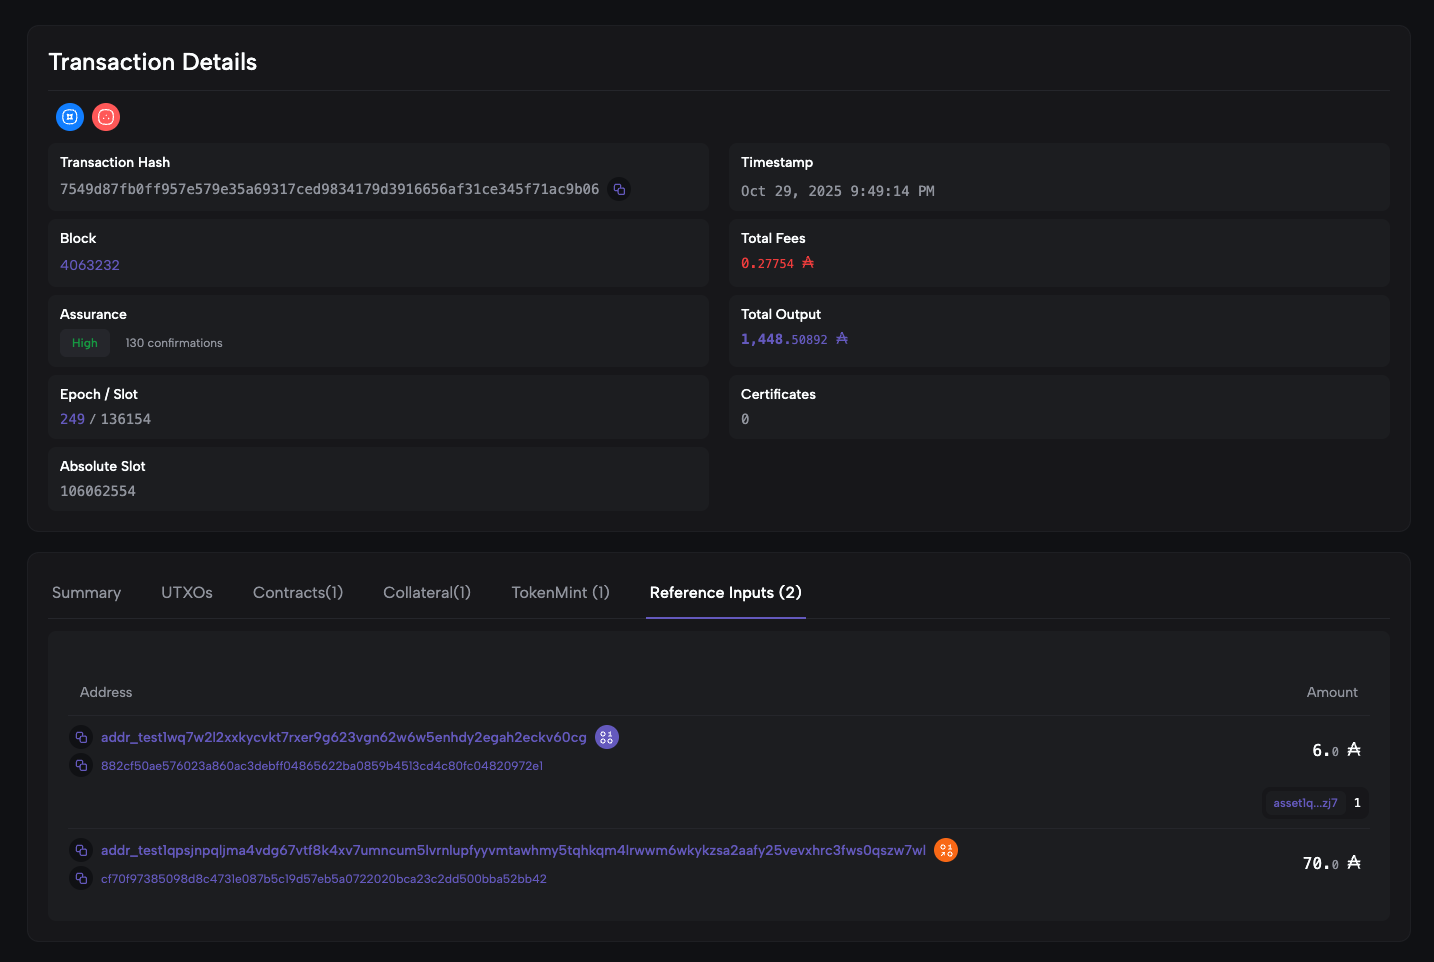 Transaction Details
Transaction Hash
7549d87fb0ff957e579e35a69317ced9834179d3916656af31ce345f71ac9b06
Timestamp
Oct 29, 2025 9:49:14 PM
Block
4063232
Total Fees
0.27754 ₳
Assurance
High 130 confirmations
Total Output
1,448.50892 ₳
Epoch / Slot
249 / 136154
Certificates
0
Absolute Slot
106062554
Summary UTXOs Contracts(1) Collateral(1) TokenMint (1) Reference Inputs (2)
Address Amount
addr_test1wq7w2l2xxkycvkt7rxer9g623vgn62w6w5enhdy2egah2eckv60cg
882cf50ae576023a860ac3debff04865622ba0859b4513cd4c80fc04820972e1
6.0 ₳
asset1q...zj7 1
addr_test1qpsjnpqljma4vdg67vtf8k4xv7umncum5lvrnlupfyyvmtawhmy5tqhkqm4lrwwm6wkykzsa2aafy25vevxhrc3fws0qszw7wl
cf70f97385098d8c4731e087b5c19d57eb5a0722020bca23c2dd500bba52bb42
70.0 ₳